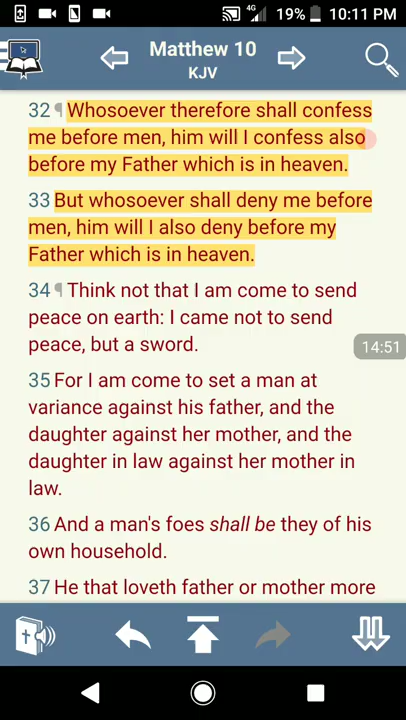 4G 19% 10:11 PM
Matthew 10
KJV
32 ¶ Whosoever therefore shall confess
me before men, him will I confess also
before my Father which is in heaven.
33 But whosoever shall deny me before
men, him will I also deny before my
Father which is in heaven.
34 ¶ Think not that I am come to send
peace on earth: I came not to send
peace, but a sword.
14:51
35 For I am come to set a man at
variance against his father, and the
daughter against her mother, and the
daughter in law against her mother in
law.
36 And a man's foes shall be they of his
own household.
37 He that loveth father or mother more